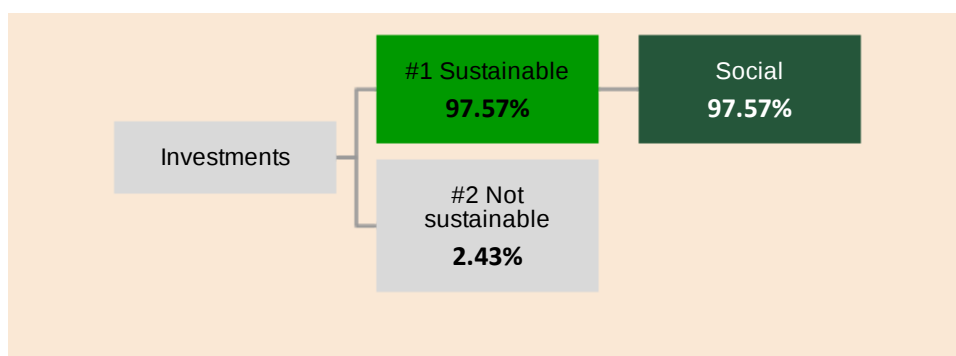 #1 Sustainable
97.57%
Social
97.57%
Investments
#2 Not
sustainable
2.43%